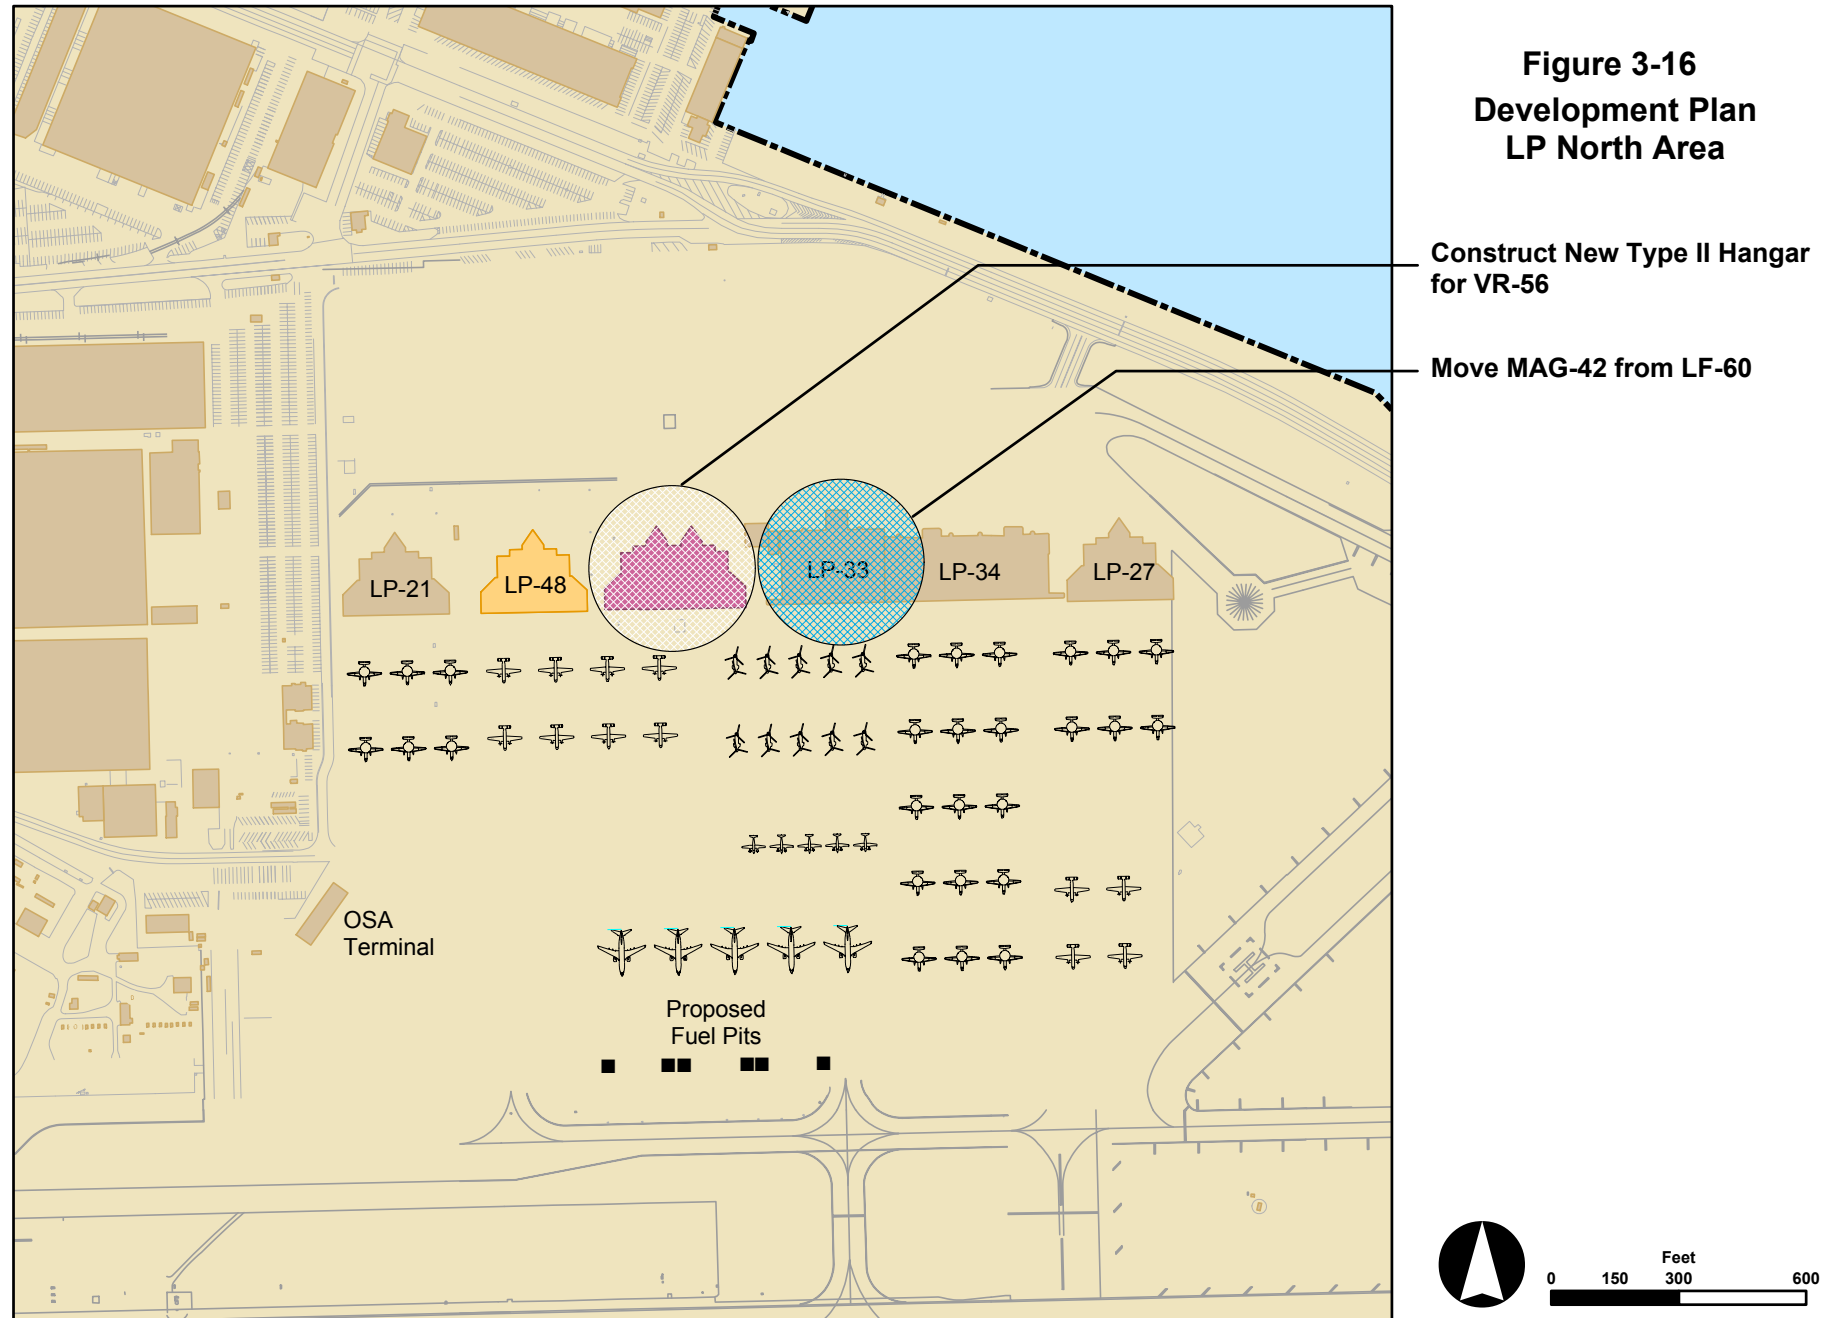 Figure 3-16
Development Plan
LP North Area
Construct New Type II Hangar
for VR-56
Move MAG-42 from LF-60
LP-21
LP-48
LP-33
LP-34
LP-27
OSA
Terminal
Proposed
Fuel Pits
Feet
0 150 300 600